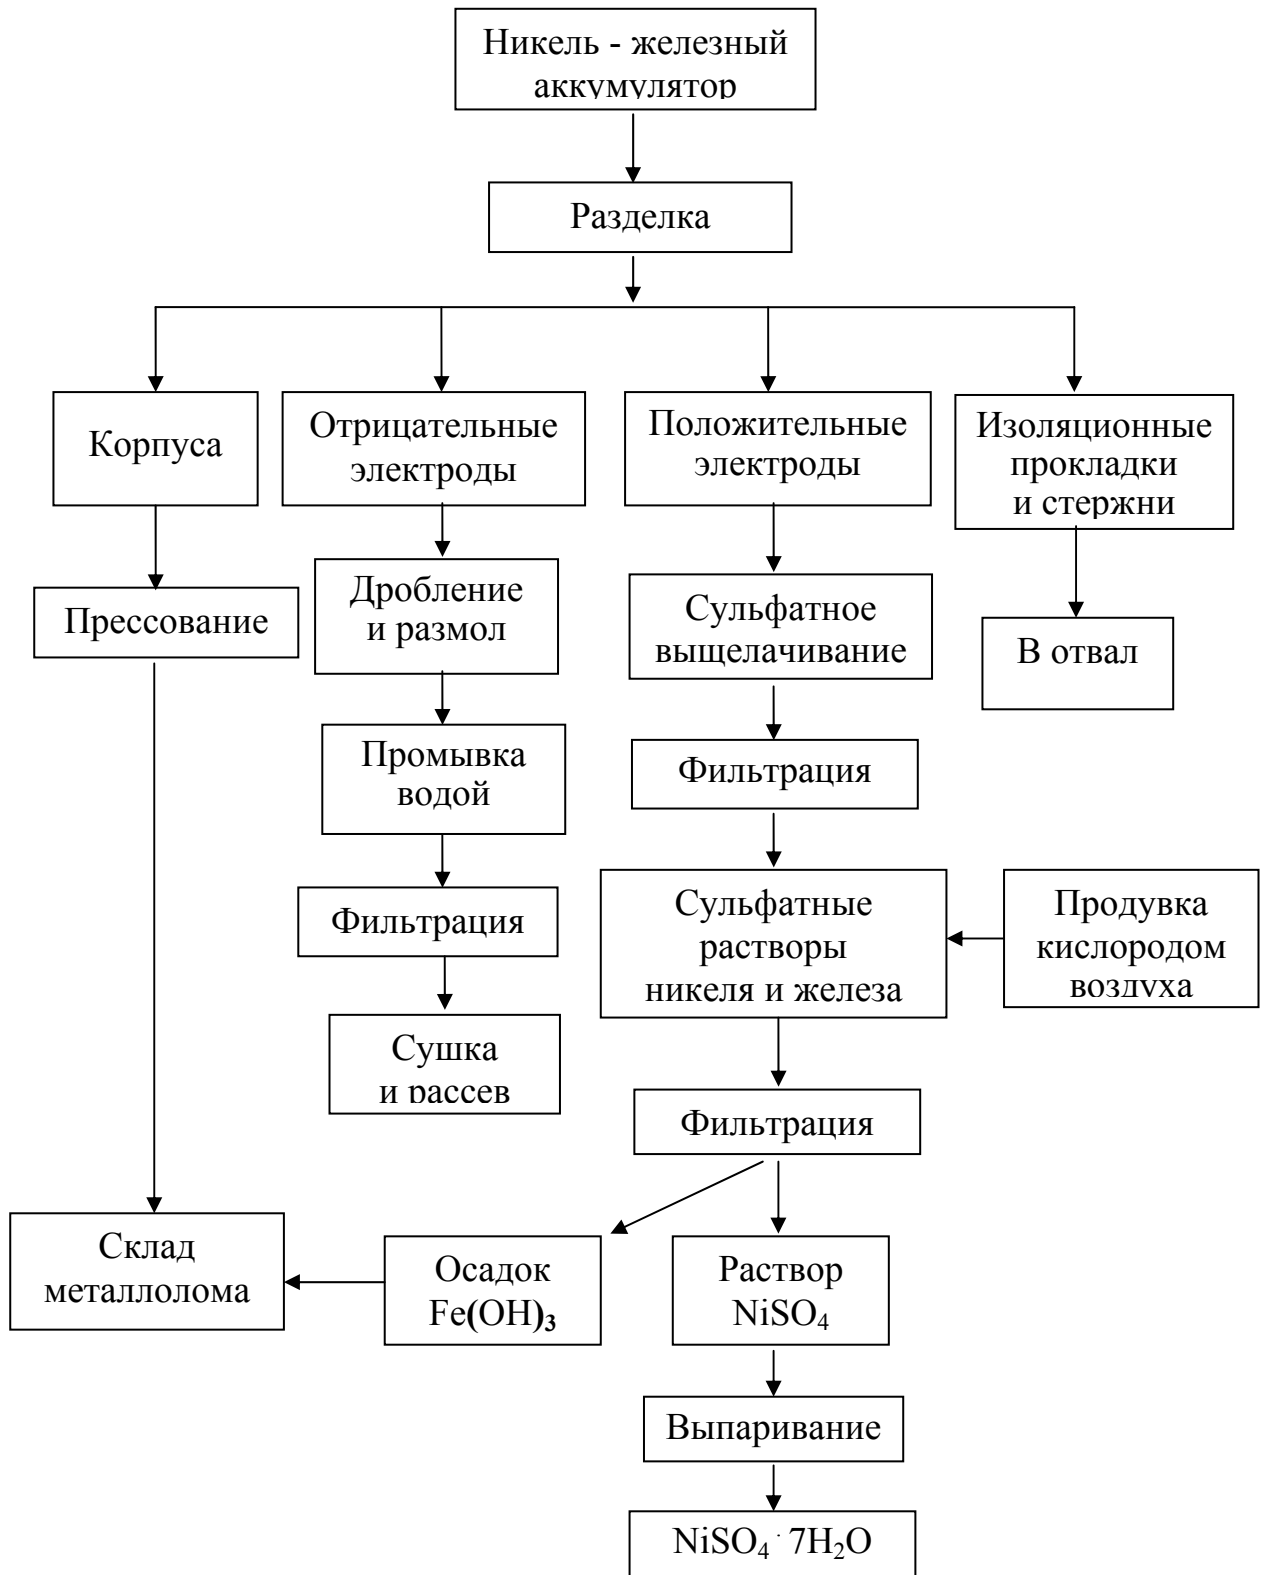 Никель - железный
аккумулятор
Разделка
Корпуса
Отрицательные
электроды
Положительные
электроды
Изоляционные
прокладки
и стержни
Прессование
Дробление
и размол
Сульфатное
выщелачивание
В отвал
Промывка
водой
Фильтрация
Фильтрация
Сульфатные
растворы
никеля и железа
Продувка
кислородом
воздуха
Сушка
и рассев
Фильтрация
Склад
металлолома
Осадок
Fe(OH)₃
Раствор
NiSO₄
Выпаривание
NiSO₄ · 7H₂O